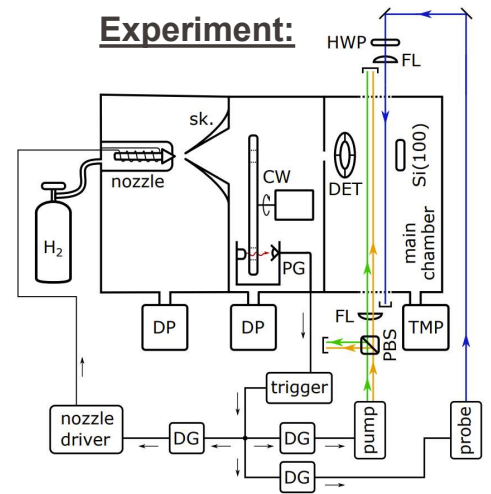 Experiment:
HWP
FL
sk.
nozzle
H₂
CW
DET
Si(100)
main
chamber
PG
DP
DP
FL
PBS
TMP
trigger
nozzle
driver
DG
DG
DG
pump
probe